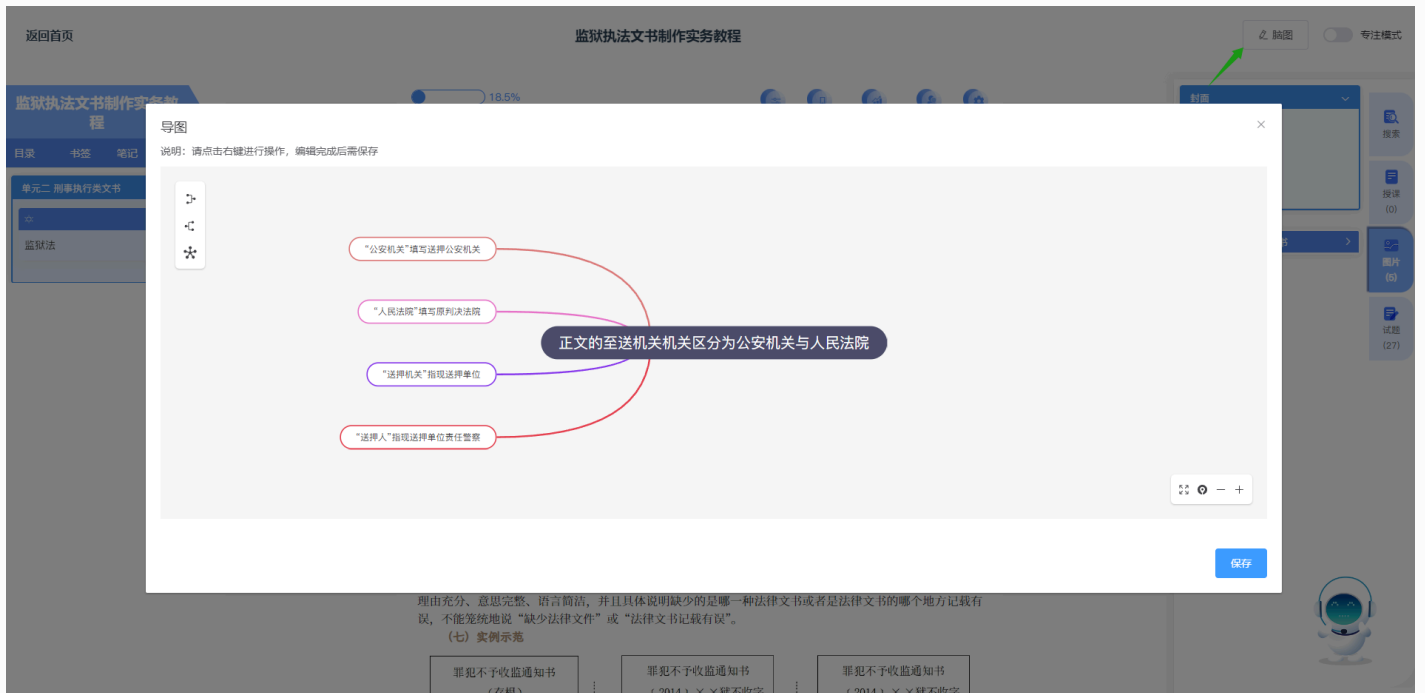 返回首页
监狱执法文书制作实务教程
脑图
专注模式
监狱执法文书制作实务教
程
18.5%
封面
目录
书签
笔记
搜索
单元二 刑事执行类文书
监狱法
授课
(0)
图片
(5)
试题
(27)
导图
说明：请点击右键进行操作，编辑完成后需保存
“公安机关”填写送押公安机关
“人民法院”填写原判决法院
正文的至送机关机关区分为公安机关与人民法院
“送押机关”指现送押单位
“送押人”指现送押单位责任警察
保存
理由充分、意思完整、语言简洁，并且具体说明缺少的是哪一种法律文书或者是法律文书的哪个地方记载有
误，不能笼统地说“缺少法律文件”或“法律文书记载有误”。
（七）实例示范
罪犯不予收监通知书
罪犯不予收监通知书
罪犯不予收监通知书
（存根）
（2014）××狱不收字
（2014）××狱不收字